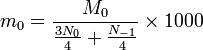 m_0 = \frac{M_0}{\frac{3N_0}{4} + \frac{N_{-1}}{4}} \times 1000